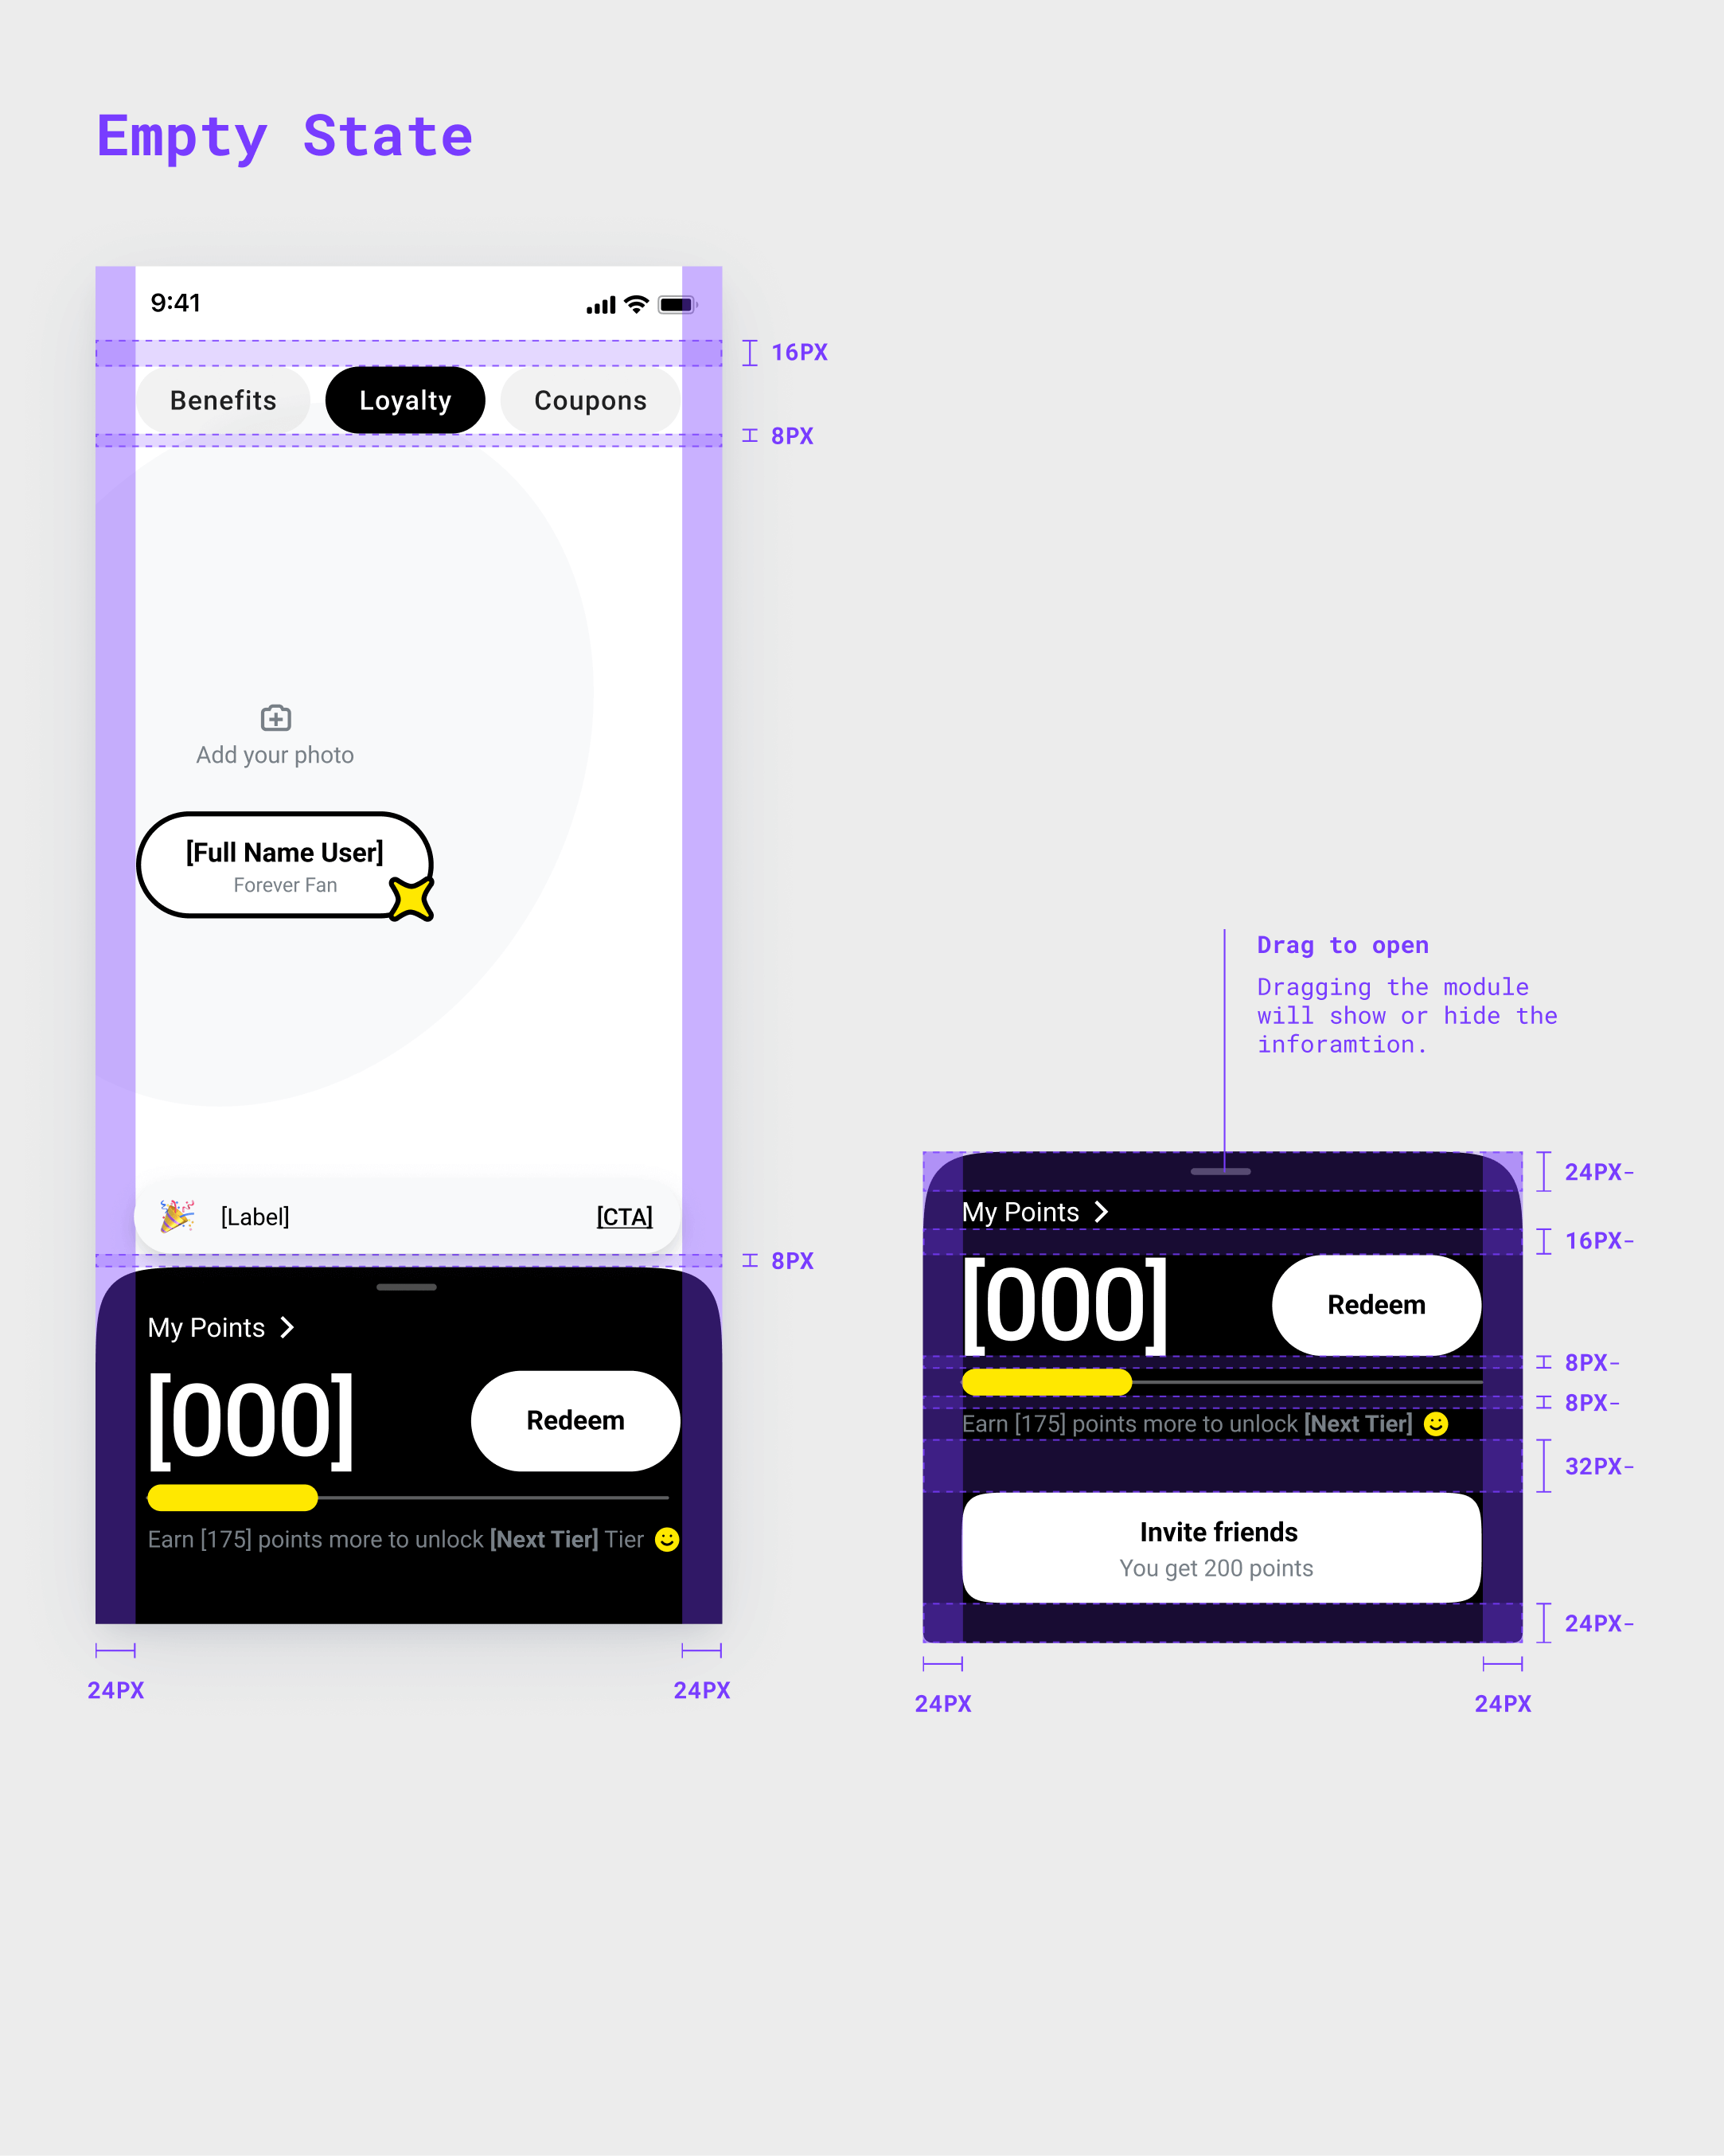 Empty State
9:41
16PX
Benefits
Loyalty
Coupons
8PX
Add your photo
[Full Name User]
Forever Fan
[Label]
[CTA]
8PX
My Points
[000]
Redeem
Earn [175] points more to unlock [Next Tier] Tier
24PX
24PX
Drag to open
Dragging the module
will show or hide the
inforamtion.
24PX-
My Points
16PX-
[000]
Redeem
8PX-
8PX-
Earn [175] points more to unlock [Next Tier]
32PX-
Invite friends
You get 200 points
24PX-
24PX
24PX